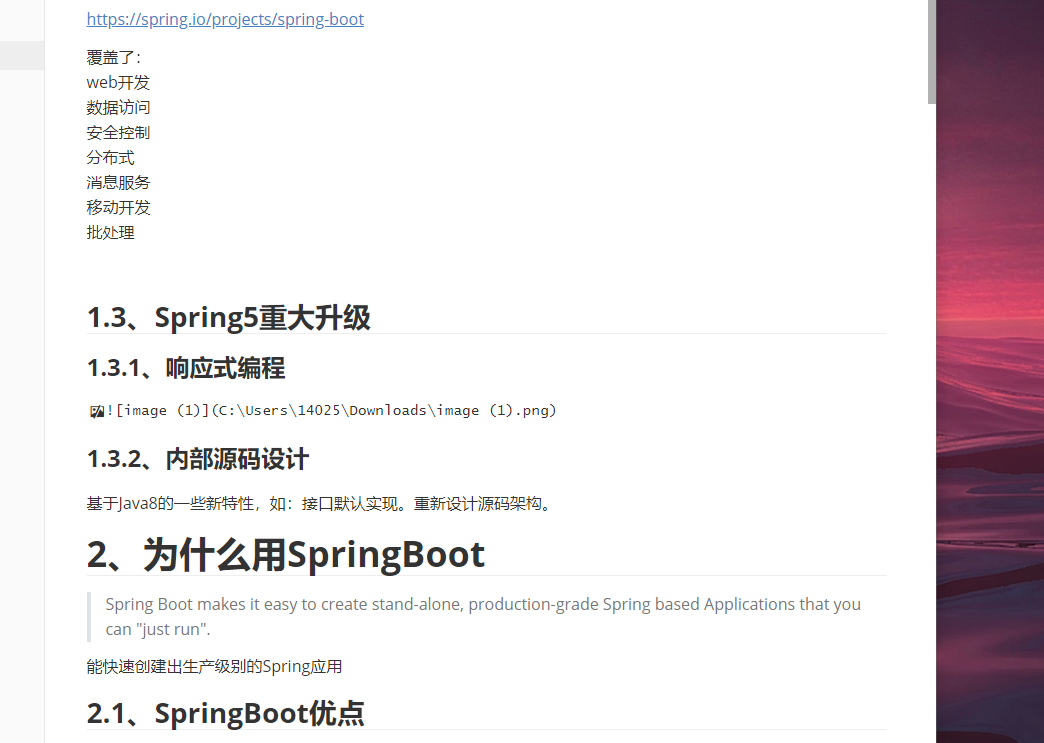 https://spring.io/projects/spring-boot
覆盖了：
web开发
数据访问
安全控制
分布式
消息服务
移动开发
批处理
1.3、Spring5重大升级
1.3.1、响应式编程
![image (1)](C:\Users\14025\Downloads\image (1).png)
1.3.2、内部源码设计
基于Java8的一些新特性，如：接口默认实现。重新设计源码架构。
2、为什么用SpringBoot
Spring Boot makes it easy to create stand-alone, production-grade Spring based Applications that you
can "just run".
能快速创建出生产级别的Spring应用
2.1、SpringBoot优点